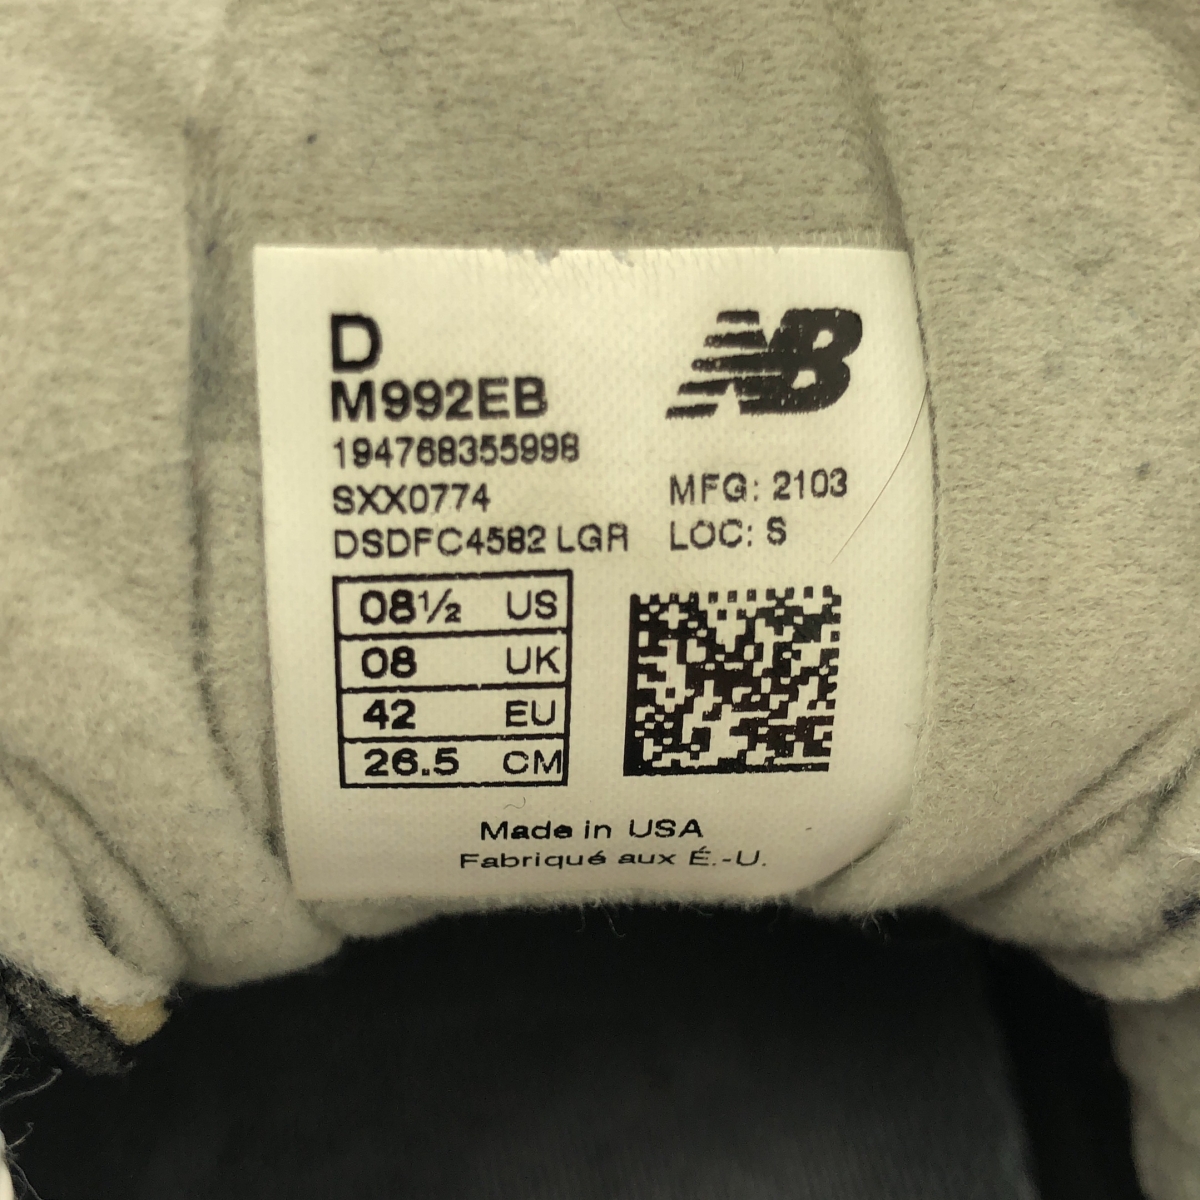 D
NB
M992EB
194768355998
SXX0774
MFG: 2103
DSDFC4582 LGR
LOC: S
08½ US
08 UK
42 EU
26.5 CM
Made in USA
Fabriqué aux É.-U.